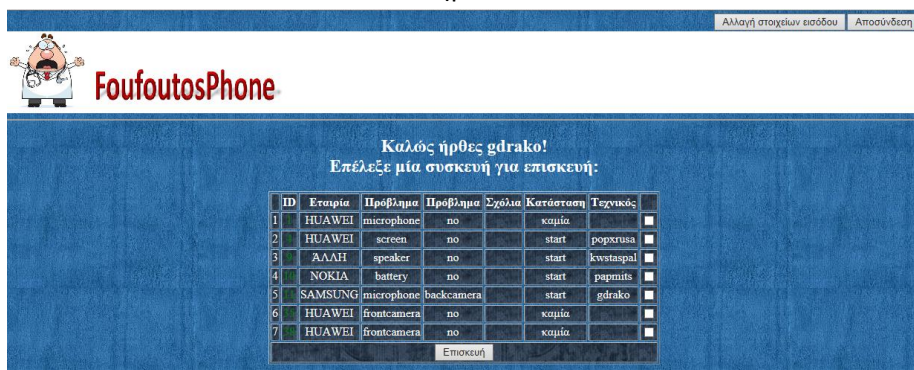 Αλλαγή στοιχείων εισόδου Αποσύνδεση
FoufoutosPhone
Καλώς ήρθες gdrako!
Επέλεξε μία συσκευή για επισκευή:
ID Εταιρία Πρόβλημα Πρόβλημα Σχόλια Κατάσταση Τεχνικός
1 HUAWEI microphone no καμία
2 HUAWEI screen no start popxrusa
3 ΆΛΛΗ speaker no start kwstaspal
4 NOKIA battery no start papmits
5 SAMSUNG microphone backcamera start gdrako
6 HUAWEI frontcamera no καμία
7 HUAWEI frontcamera no καμία
Επισκευή